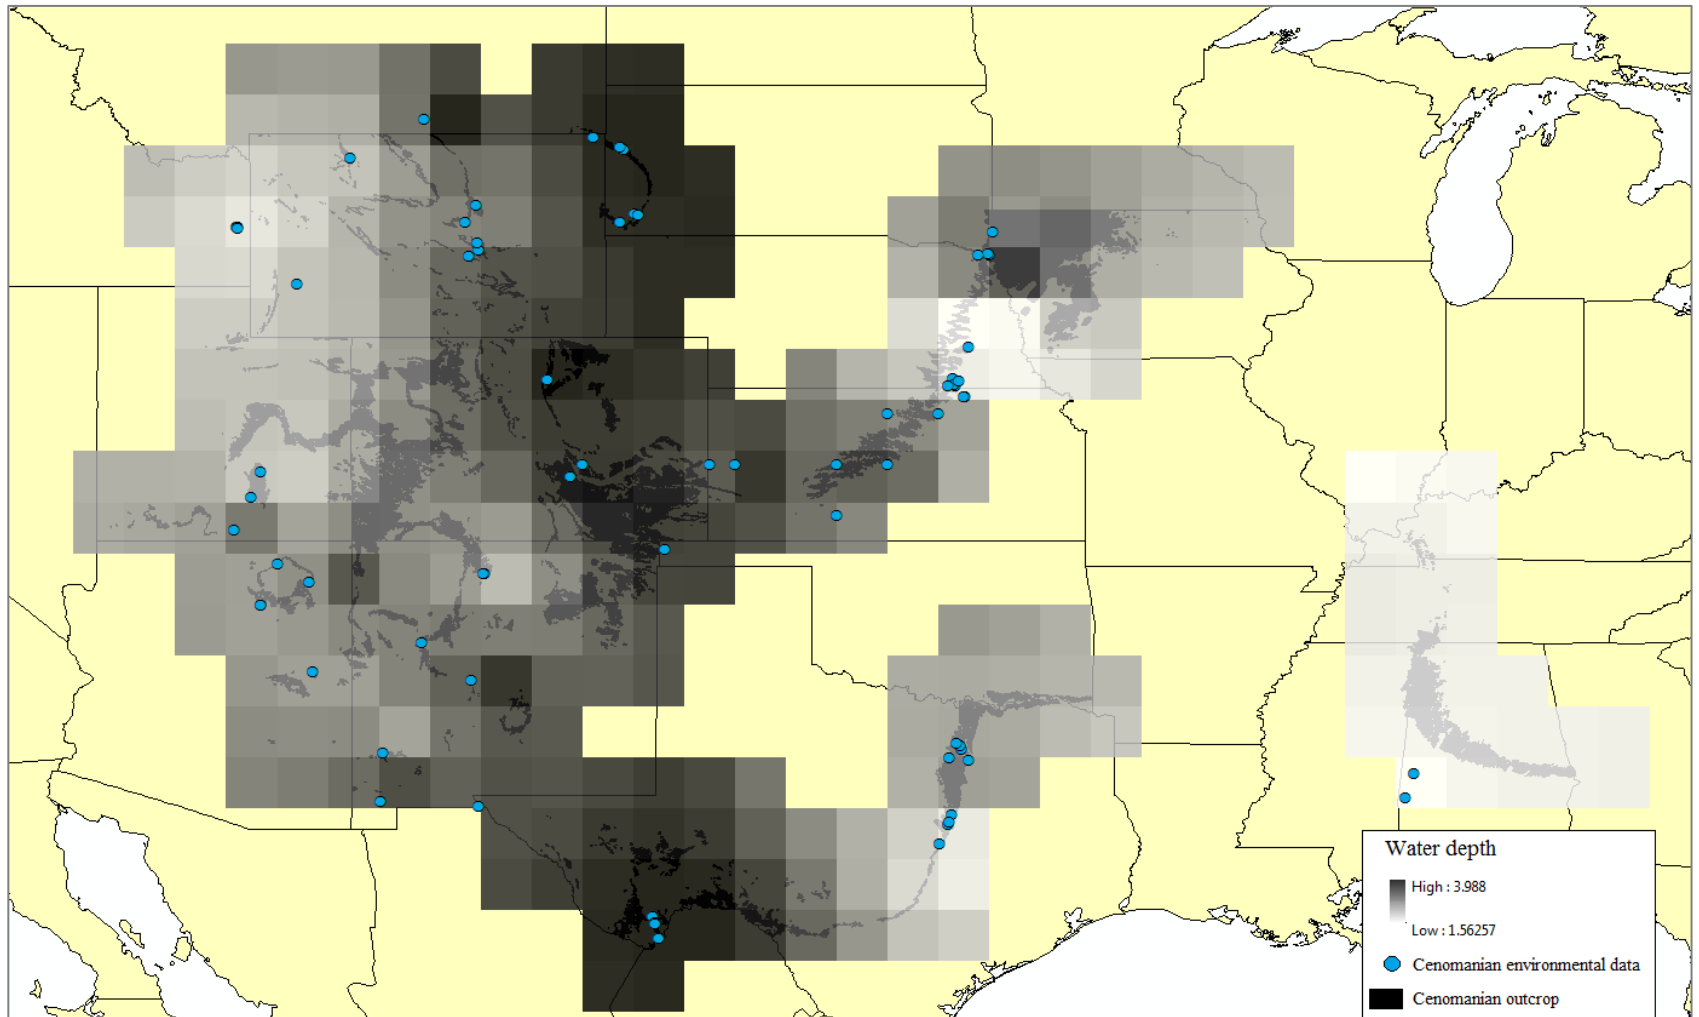 Water depth
High : 3.988
Low : 1.56257
Cenomanian environmental data
Cenomanian outcrop